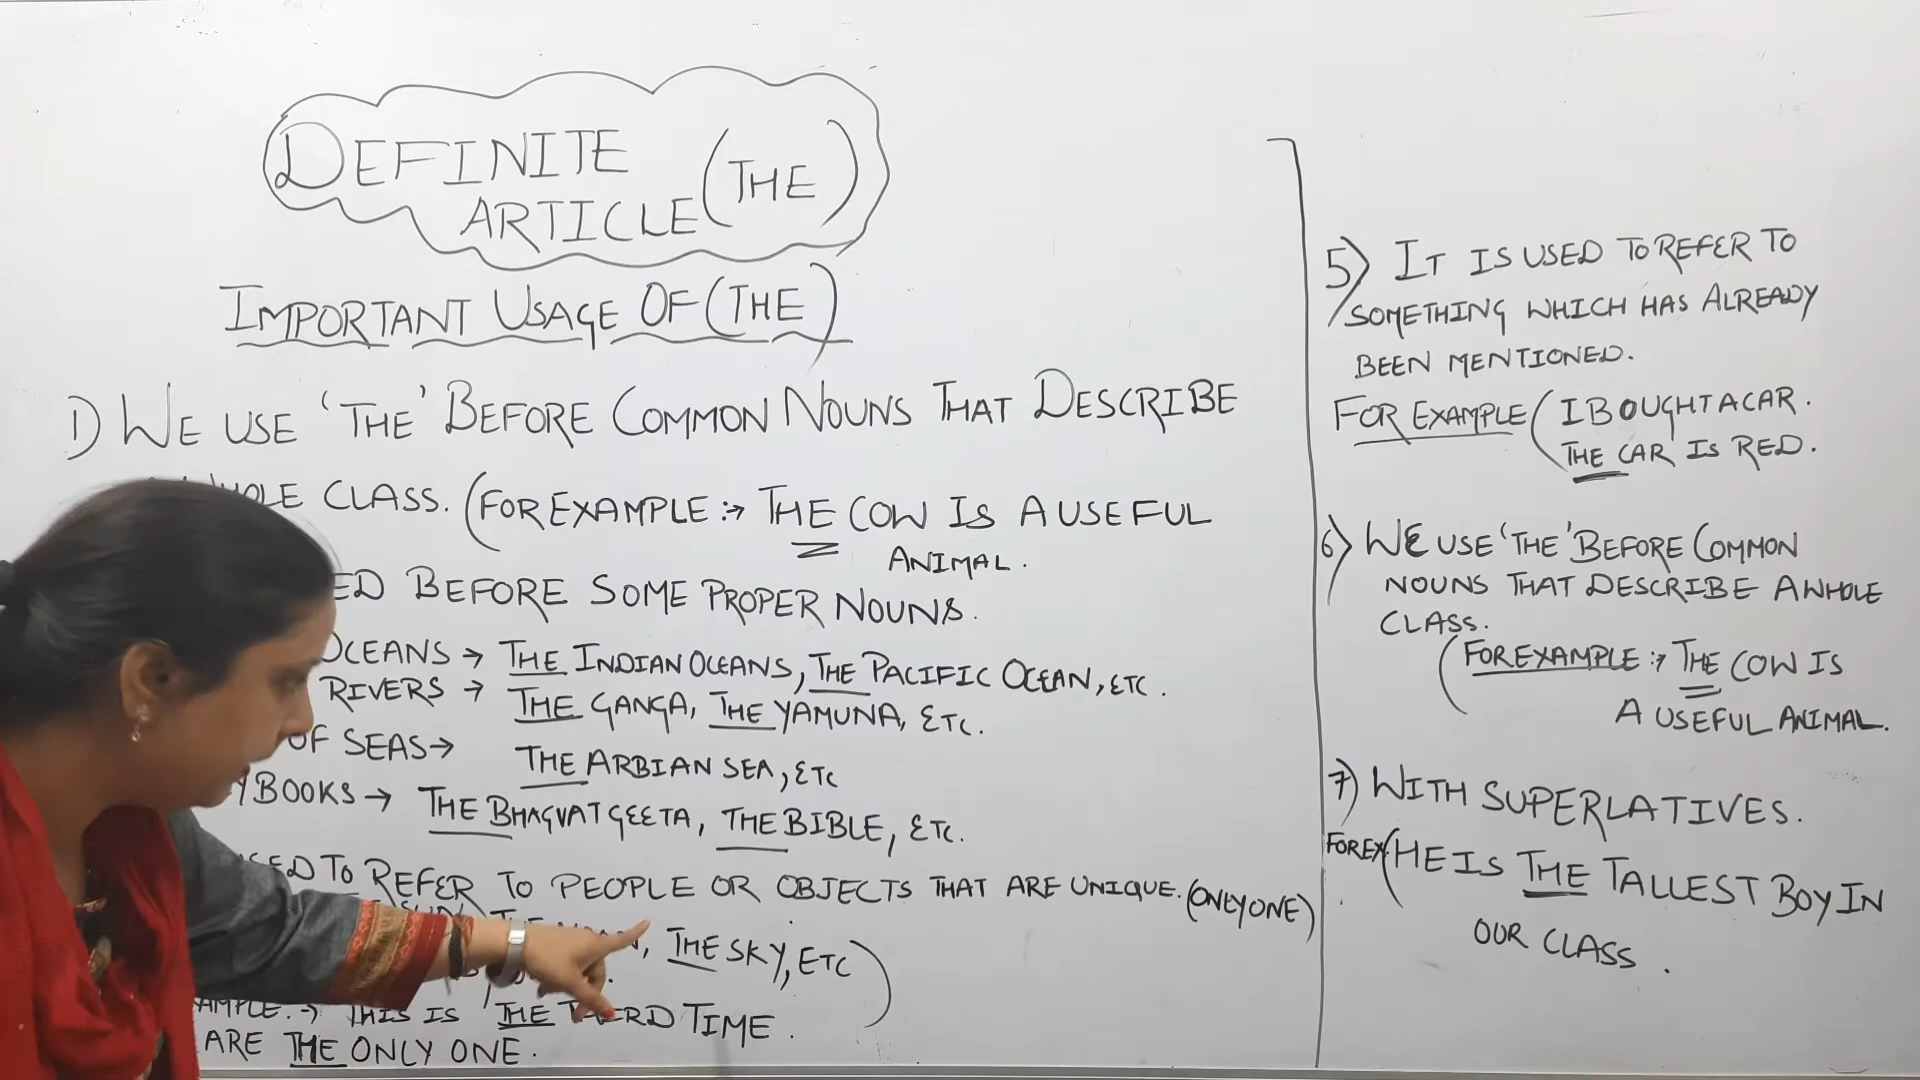 DEFINITE
ARTICLE (THE)
IMPORTANT USAGE OF (THE)
1) WE USE 'THE' BEFORE COMMON NOUNS THAT DESCRIBE
CLASS. (FOR EXAMPLE :→ THE COW IS A USEFUL
ANIMAL.
BEFORE SOME PROPER NOUNS.
OCEANS → THE INDIAN OCEANS, THE PACIFIC OCEAN, ETC.
RIVERS → THE GANGA, THE YAMUNA, ETC.
OF SEAS → THE ARBIAN SEA, ETC
BOOKS → THE BHAGVAT GEETA, THE BIBLE, ETC.
TO REFER TO PEOPLE OR OBJECTS THAT ARE UNIQUE. (ONLY ONE)
THE SKY, ETC)
THIS IS THE TIME.
ARE THE ONLY ONE.
5) IT IS USED TO REFER TO
SOMETHING WHICH HAS ALREADY
BEEN MENTIONED.
FOR EXAMPLE (I BOUGHT A CAR.
THE CAR IS RED.
6) WE USE 'THE' BEFORE COMMON
NOUNS THAT DESCRIBE A WHOLE
CLASS.
(FOR EXAMPLE :→ THE COW IS
A USEFUL ANIMAL.
7) WITH SUPERLATIVES.
FOR EX. (HE IS THE TALLEST BOY IN
OUR CLASS.